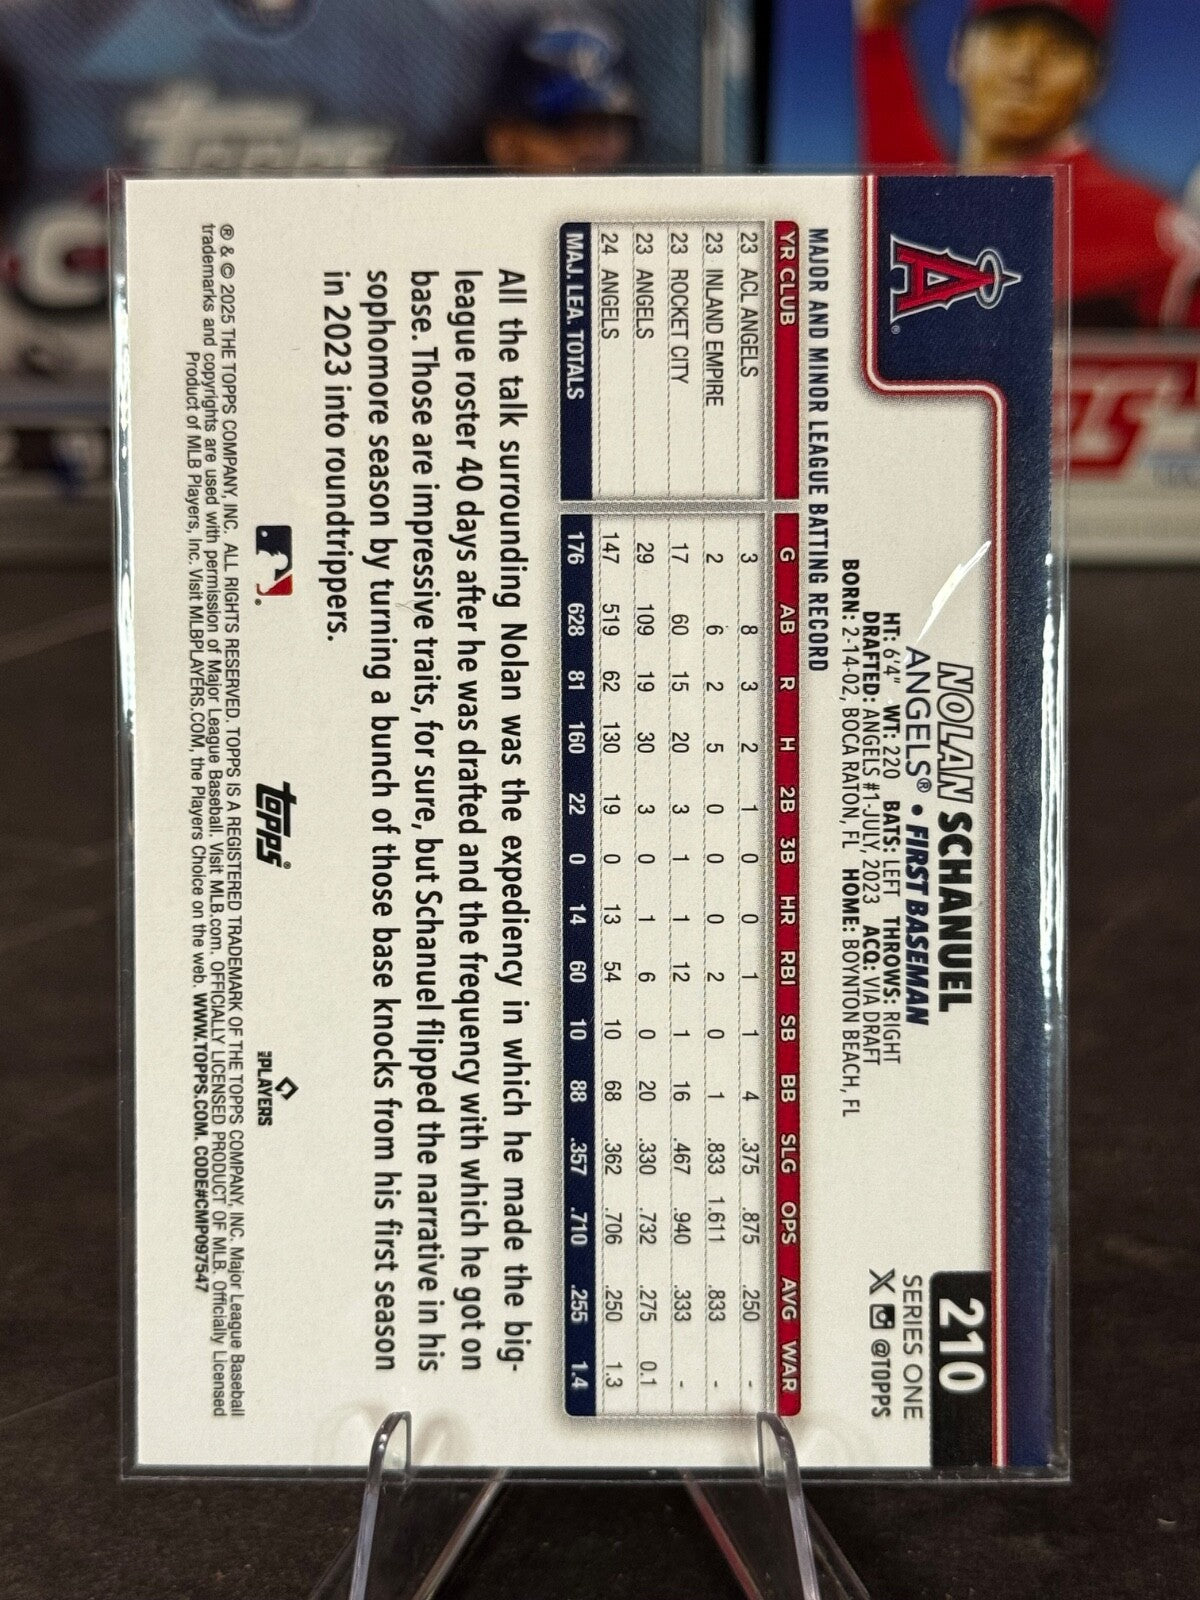 210
SERIES ONE
@TOPPS
A®
NOLAN SCHANUEL
ANGELS® • FIRST BASEMAN
HT: 6'4" WT: 220 BATS: LEFT THROWS: RIGHT
DRAFTED: ANGELS #1-JULY, 2023 ACQ: VIA DRAFT
BORN: 2-14-02, BOCA RATON, FL HOME: BOYNTON BEACH, FL
MAJOR AND MINOR LEAGUE BATTING RECORD
YR CLUB G AB R H 2B 3B HR RBI SB BB SLG OPS AVG WAR
23 ACL ANGELS 3 8 3 2 1 0 0 1 1 4 .375 .875 .250 -
23 INLAND EMPIRE 2 6 2 5 0 0 0 2 0 1 .833 1.611 .833 -
23 ROCKET CITY 17 60 15 20 3 1 1 12 1 16 .467 .940 .333 -
23 ANGELS 29 109 19 30 3 0 1 6 0 20 .330 .732 .275 0.1
24 ANGELS 147 519 62 130 19 0 13 54 10 68 .362 .706 .250 1.3
MAJ. LEA. TOTALS 176 628 81 160 22 0 14 60 10 88 .357 .710 .255 1.4
All the talk surrounding Nolan was the expediency in which he made the big-
league roster 40 days after he was drafted and the frequency with which he got on
base. Those are impressive traits, for sure, but Schanuel flipped the narrative in his
sophomore season by turning a bunch of those base knocks from his first season
in 2023 into roundtrippers.
topps®
PLAYERS
® & © 2025 THE TOPPS COMPANY, INC. ALL RIGHTS RESERVED. TOPPS IS A REGISTERED TRADEMARK OF THE TOPPS COMPANY, INC. Major League Baseball
trademarks and copyrights are used with permission of Major League Baseball. Visit MLB.com. OFFICIALLY LICENSED PRODUCT OF MLB. Officially Licensed
Product of MLB Players, Inc. Visit MLBPLAYERS.COM, the Players Choice on the web. WWW.TOPPS.COM. CODE#CMP097547
Topps